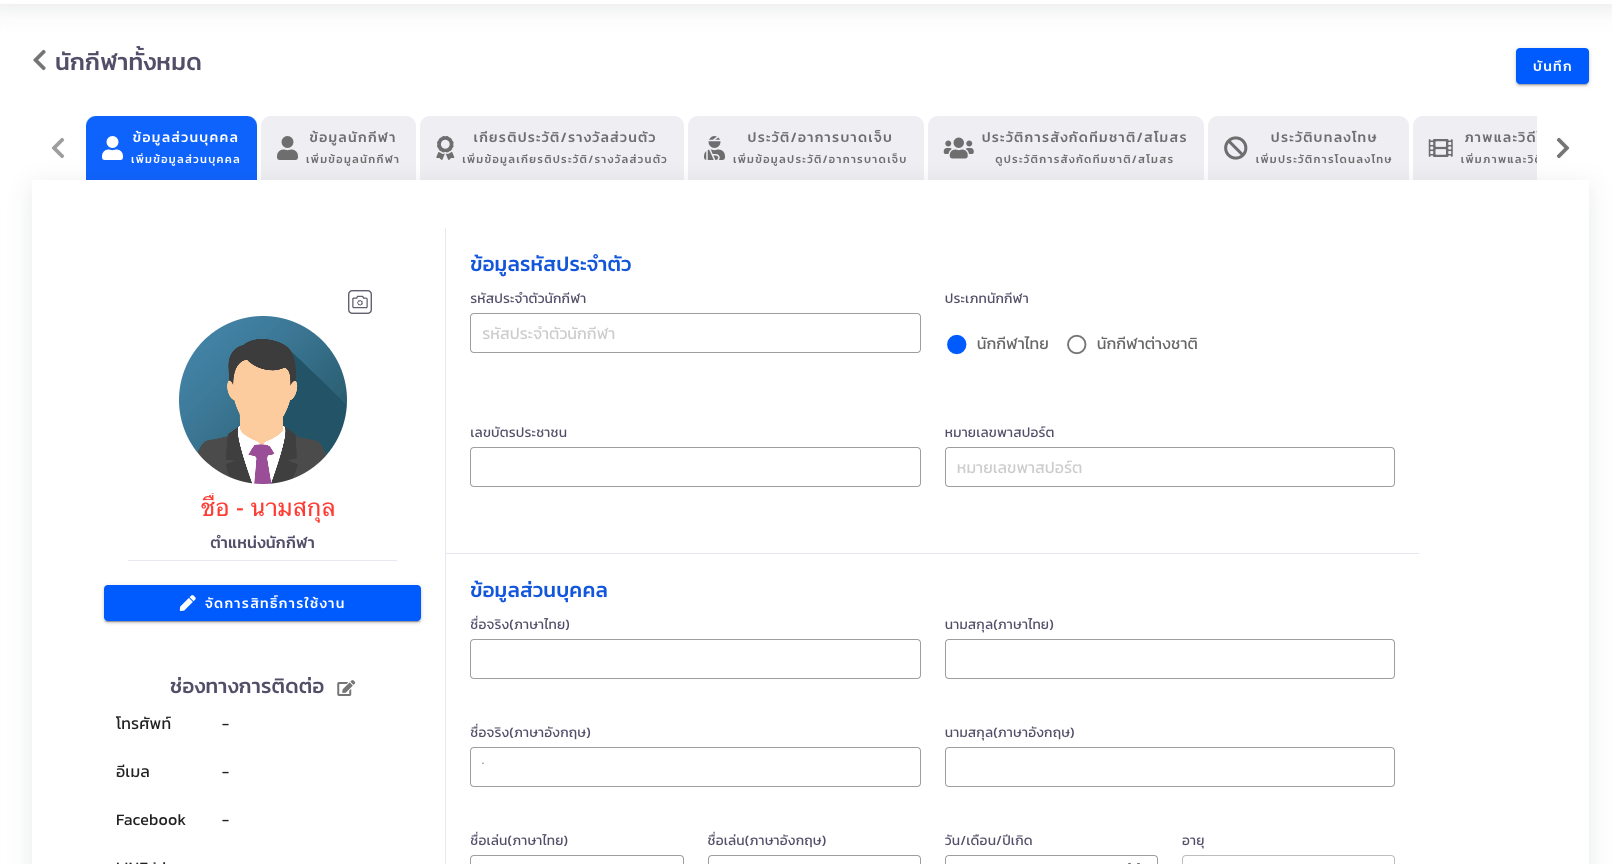 นักกีฬาทั้งหมด
บันทึก
ข้อมูลส่วนบุคคล
เพิ่มข้อมูลส่วนบุคคล
ข้อมูลนักกีฬา
เพิ่มข้อมูลนักกีฬา
เกียรติประวัติ/รางวัลส่วนตัว
เพิ่มข้อมูลเกียรติประวัติ/รางวัลส่วนตัว
ประวัติ/อาการบาดเจ็บ
เพิ่มข้อมูลประวัติ/อาการบาดเจ็บ
ประวัติการสังกัดทีมชาติ/สโมสร
ดูประวัติการสังกัดทีมชาติ/สโมสร
ประวัติบทลงโทษ
เพิ่มประวัติการโดนลงโทษ
ภาพและวิดี
เพิ่มภาพและวิ
ชื่อ - นามสกุล
ตำแหน่งนักกีฬา
จัดการสิทธิ์การใช้งาน
ช่องทางการติดต่อ
โทรศัพท์ -
อีเมล -
Facebook -
ข้อมูลรหัสประจำตัว
รหัสประจำตัวนักกีฬา
รหัสประจำตัวนักกีฬา
ประเภทนักกีฬา
นักกีฬาไทย นักกีฬาต่างชาติ
เลขบัตรประชาชน
หมายเลขพาสปอร์ต
หมายเลขพาสปอร์ต
ข้อมูลส่วนบุคคล
ชื่อจริง(ภาษาไทย)
นามสกุล(ภาษาไทย)
ชื่อจริง(ภาษาอังกฤษ)
นามสกุล(ภาษาอังกฤษ)
ชื่อเล่น(ภาษาไทย)
ชื่อเล่น(ภาษาอังกฤษ)
วัน/เดือน/ปีเกิด
อายุ